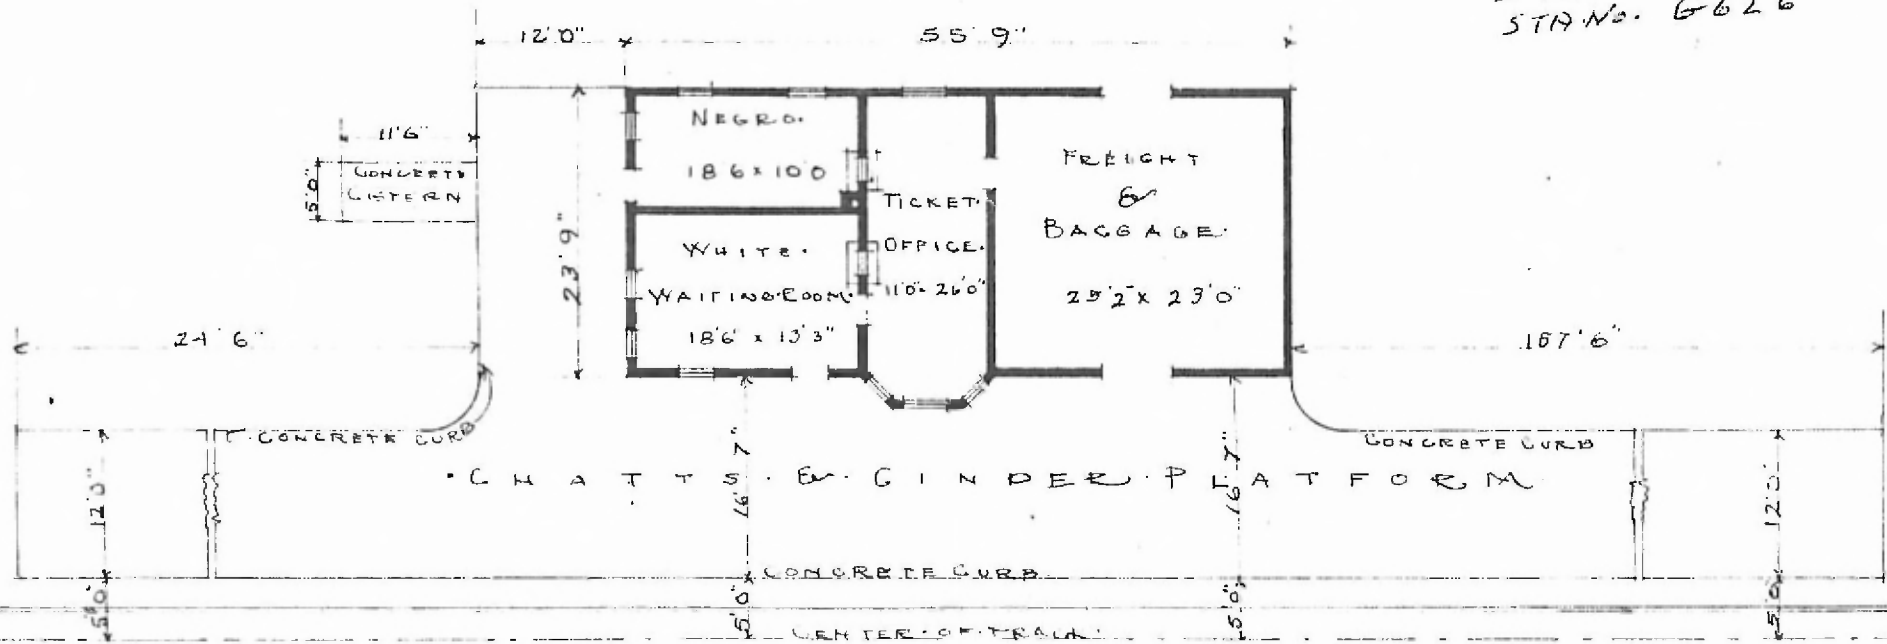 STA. NO. G626
12'0" 55'9"
NEGRO.
18'6 x 10'0
11'6"
CONCRETE
CISTERN
5'0"
23'9"
WHITE.
WAITING ROOM.
18'6" x 13'3"
TICKET.
OFFICE.
11'0" x 26'0"
FREIGHT
&
BAGGAGE.
25'2" x 23'0"
24'6"
157'6"
CONCRETE CURB
CONCRETE CURB
· CHATTS · & · CINDER · PLATFORM
12'0"
16'7"
16'7"
12'0"
CONCRETE CURB
5'0"
5'0"
5'0"
5'0"
CENTER · OF · TRACK ·